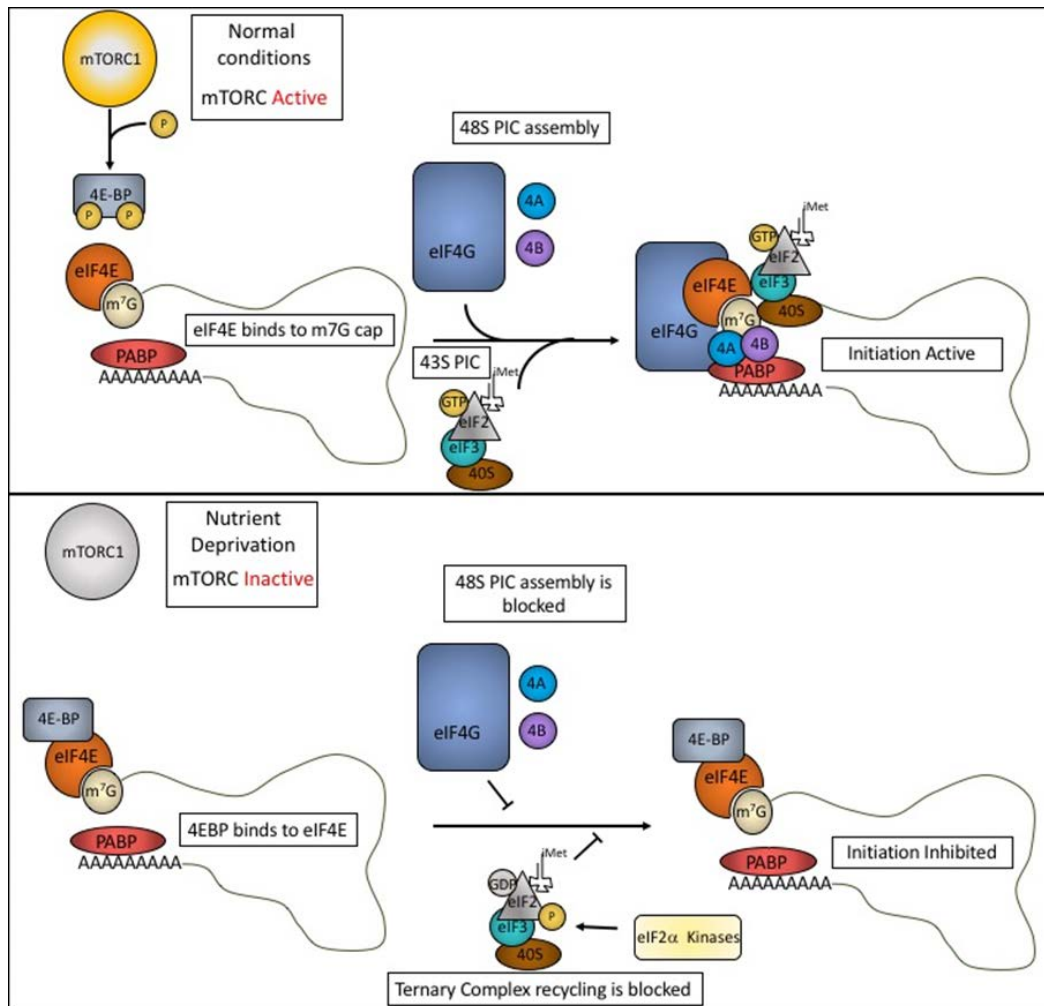 mTORC1
Normal
conditions
mTORC Active
P
4E-BP
P P
eIF4E
m⁷G
eIF4E binds to m7G cap
PABP
AAAAAAAAA
48S PIC assembly
eIF4G
4A
4B
43S PIC
iMet
GTP
eIF2
eIF3
40S
iMet
GTP
eIF2
eIF3
40S
eIF4E
eIF4G
m⁷G
4A
4B
PABP
AAAAAAAAA
Initiation Active
mTORC1
Nutrient
Deprivation
mTORC Inactive
4E-BP
eIF4E
m⁷G
4EBP binds to eIF4E
PABP
AAAAAAAAA
48S PIC assembly is
blocked
eIF4G
4A
4B
iMet
GDP
eIF2
P
eIF3
40S
eIF2α Kinases
Ternary Complex recycling is blocked
4E-BP
eIF4E
m⁷G
PABP
AAAAAAAAA
Initiation Inhibited